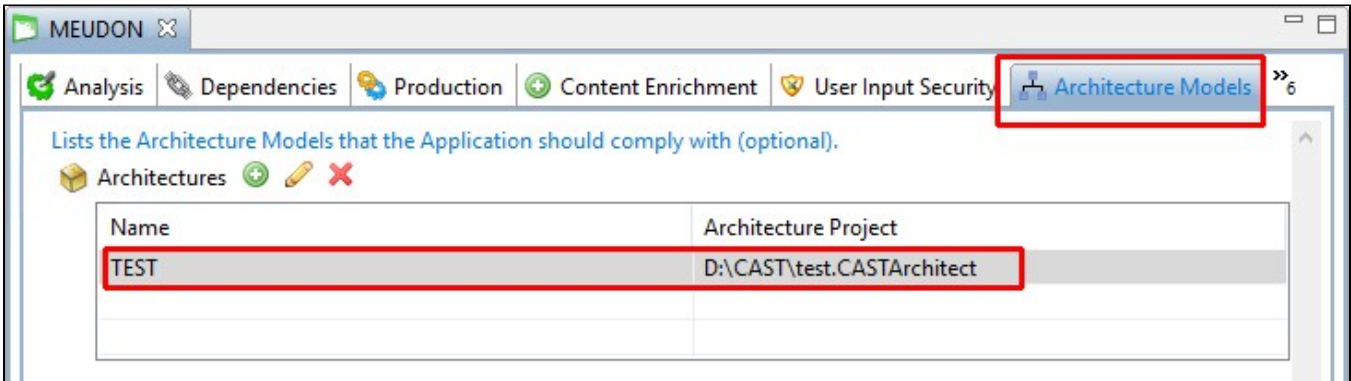 MEUDON
Analysis Dependencies Production Content Enrichment User Input Security Architecture Models »6
Lists the Architecture Models that the Application should comply with (optional).
Architectures
Name Architecture Project
TEST D:\CAST\test.CASTArchitect